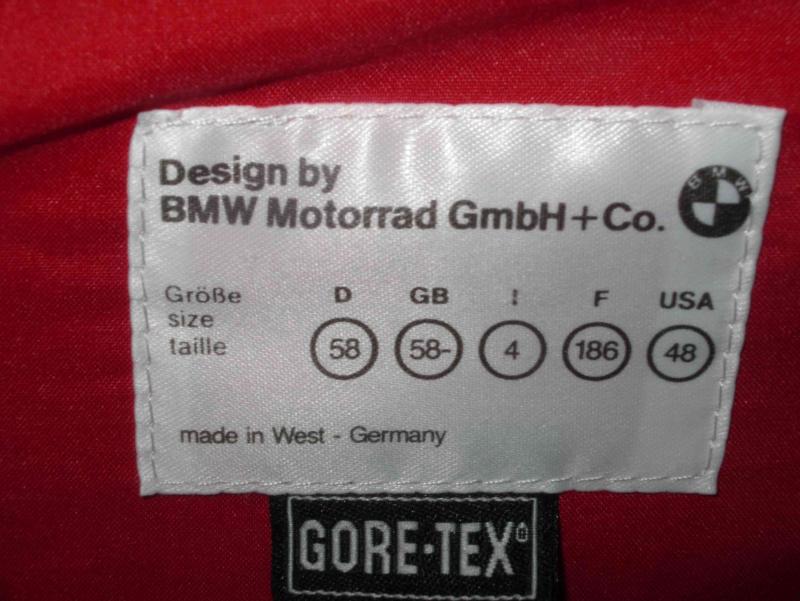 Design by
BMW Motorrad GmbH+Co.
BMW
Größe D GB I F USA
size
taille 58 58- 4 186 48
made in West - Germany
GORE-TEX®